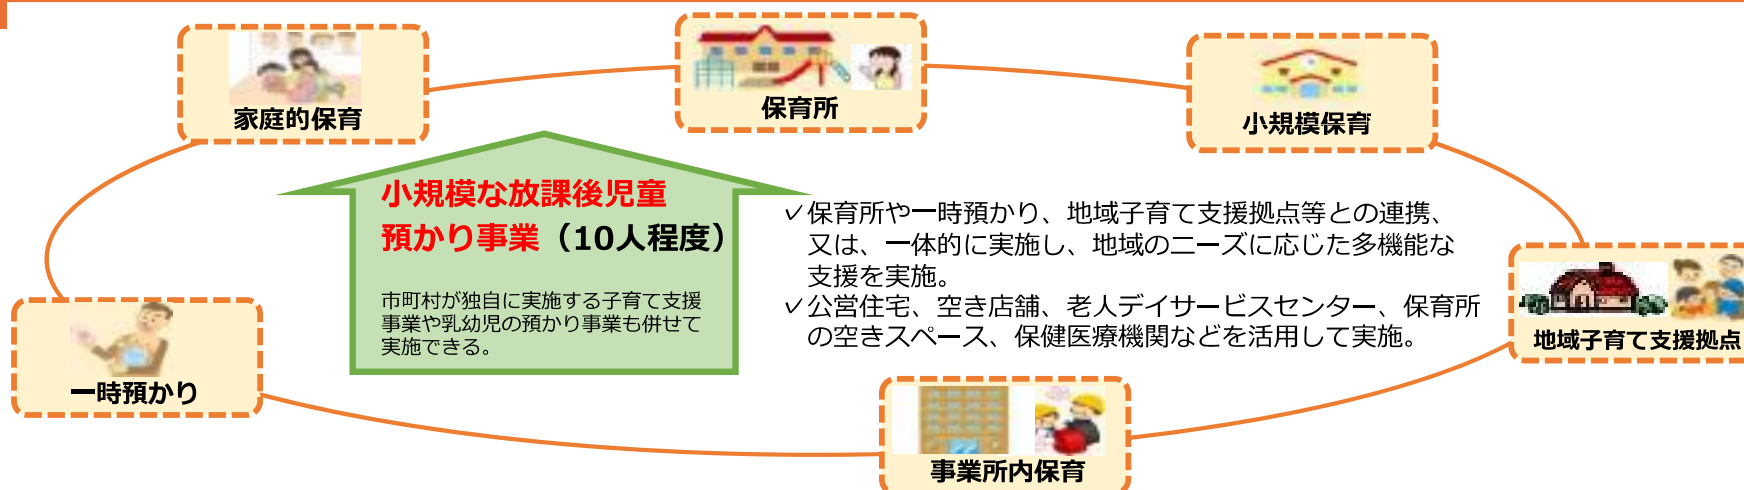 家庭的保育
保育所
小規模保育
小規模な放課後児童
預かり事業（10人程度）
市町村が独自に実施する子育て支援
事業や乳幼児の預かり事業も併せて
実施できる。
✓保育所や一時預かり、地域子育て支援拠点等との連携、
又は、一体的に実施し、地域のニーズに応じた多機能な
支援を実施。
✓公営住宅、空き店舗、老人デイサービスセンター、保育所
の空きスペース、保健医療機関などを活用して実施。
地域子育て支援拠点
一時預かり
事業所内保育